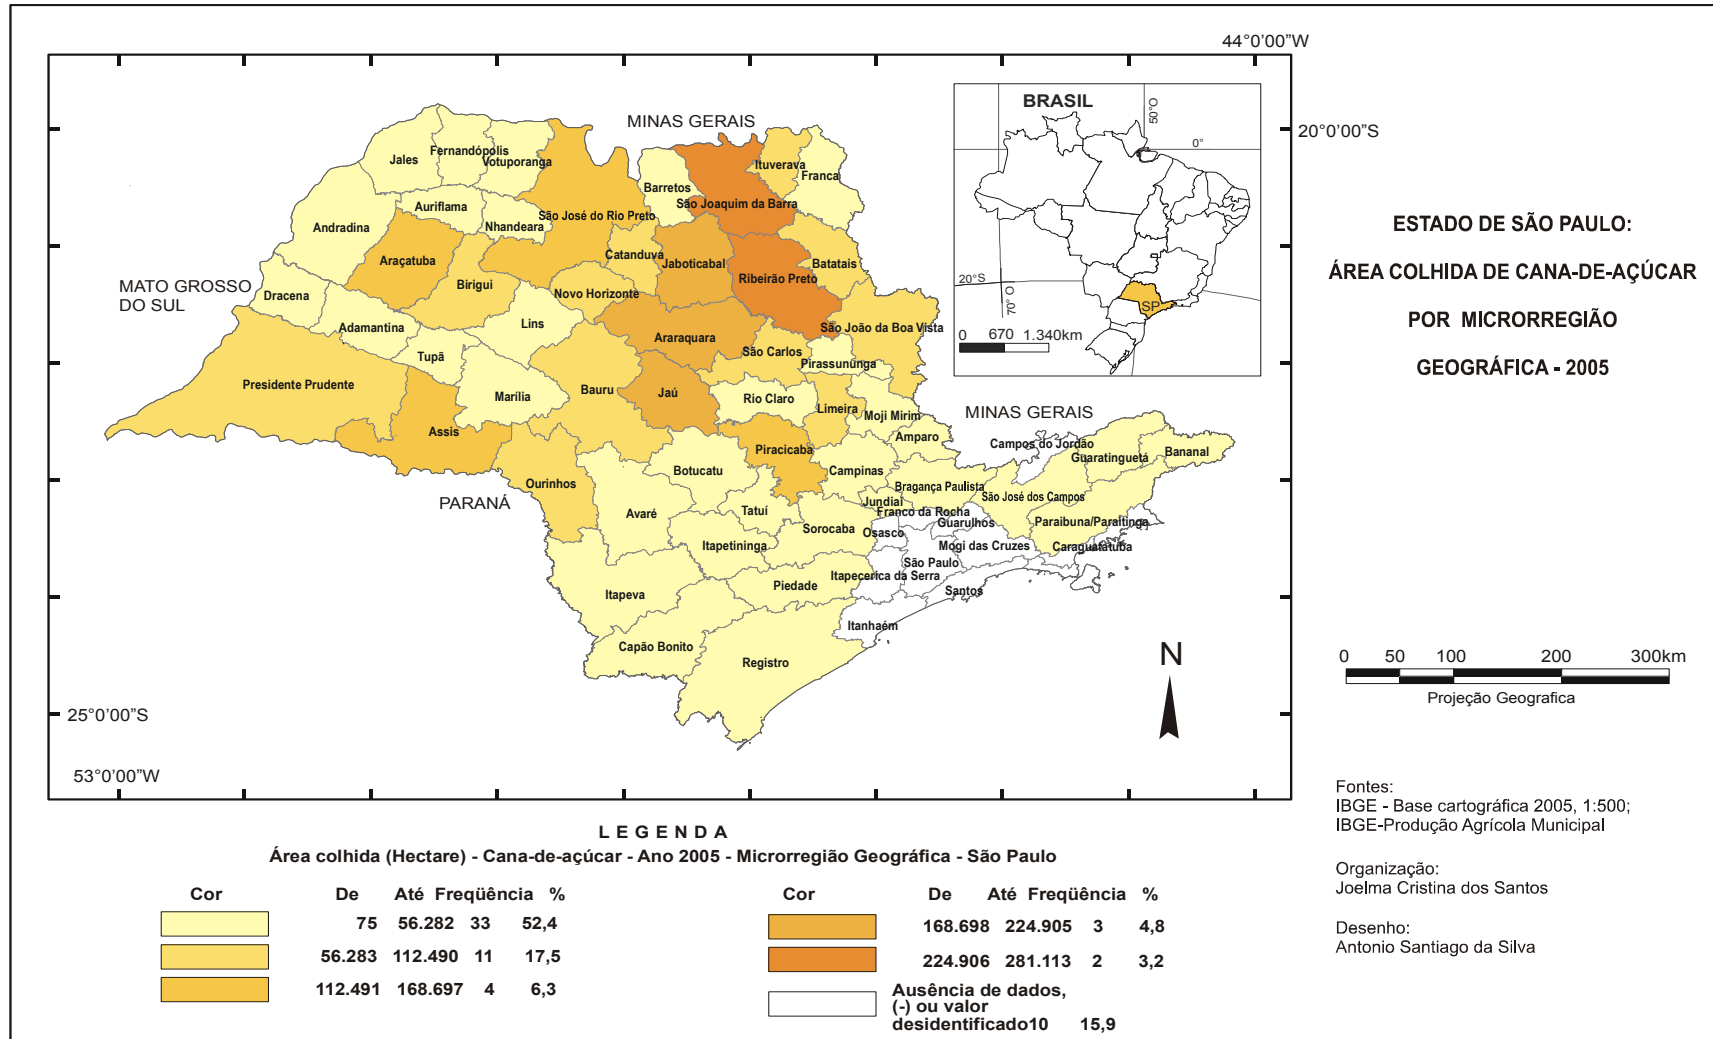 44°0'00"W
20°0'00"S
25°0'00"S
53°0'00"W
MINAS GERAIS
MATO GROSSO
DO SUL
PARANÁ
MINAS GERAIS
Jales
Fernandópolis
Votuporanga
Barretos
Ituverava
Franca
São Joaquim da Barra
Auriflama
Nhandeara
São José do Rio Preto
Andradina
Araçatuba
Catanduva
Jaboticabal
Batatais
Ribeirão Preto
Birigui
Novo Horizonte
Dracena
Adamantina
Lins
Araraquara
São João da Boa Vista
São Carlos
Pirassununga
Tupã
Presidente Prudente
Marília
Bauru
Jaú
Rio Claro
Limeira
Moji Mirim
Assis
Piracicaba
Amparo
Campos do Jordão
Guaratinguetá
Bananal
Botucatu
Campinas
Ourinhos
Bragança Paulista
São José dos Campos
Jundiaí
Avaré
Tatuí
Franco da Rocha
Sorocaba
Osasco
Guarulhos
Paraibuna/Paraitinga
Itapetininga
Mogi das Cruzes
Caraguatatuba
São Paulo
Itapecerica da Serra
Piedade
Santos
Itapeva
Itanhaém
Capão Bonito
Registro
N
BRASIL
50°O
0°
20°S
70° O
SP
0 670 1.340km
ESTADO DE SÃO PAULO:
ÁREA COLHIDA DE CANA-DE-AÇÚCAR
POR MICRORREGIÃO
GEOGRÁFICA - 2005
0 50 100 200 300km
Projeção Geografica
Fontes:
IBGE - Base cartográfica 2005, 1:500;
IBGE-Produção Agrícola Municipal
Organização:
Joelma Cristina dos Santos
Desenho:
Antonio Santiago da Silva
L E G E N D A
Área colhida (Hectare) - Cana-de-açúcar - Ano 2005 - Microrregião Geográfica - São Paulo
Cor De Até Freqüência %
75 56.282 33 52,4
56.283 112.490 11 17,5
112.491 168.697 4 6,3
Cor De Até Freqüência %
168.698 224.905 3 4,8
224.906 281.113 2 3,2
Ausência de dados,
(-) ou valor
desidentificado10 15,9